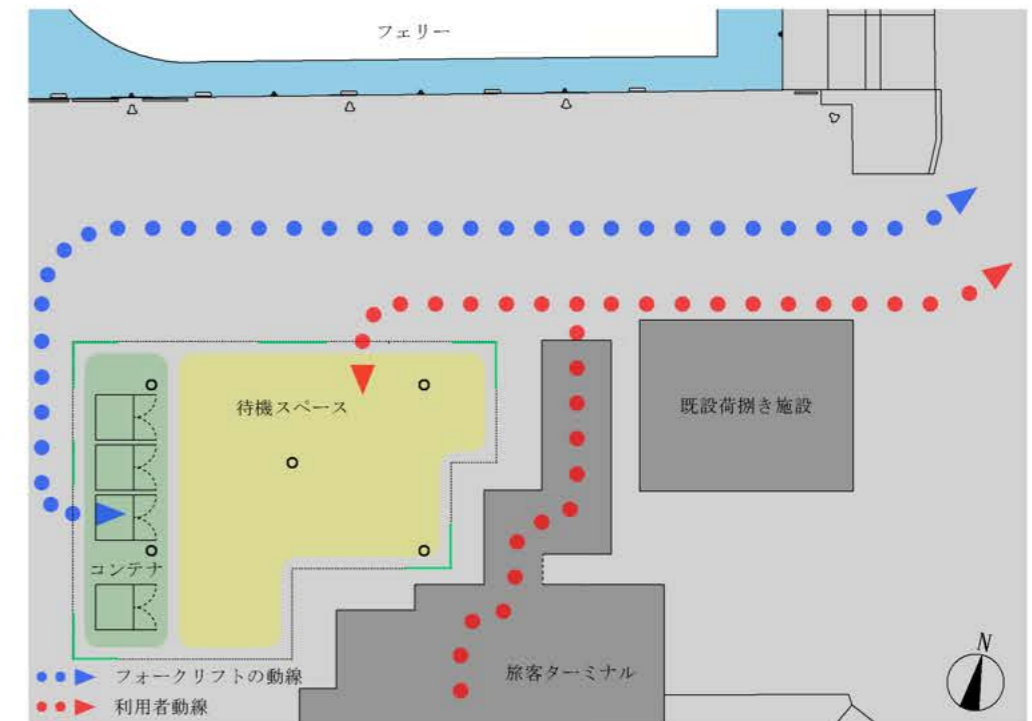 フェリー
待機スペース
既設荷捌き施設
コンテナ
旅客ターミナル
フォークリフトの動線
利用者動線
N